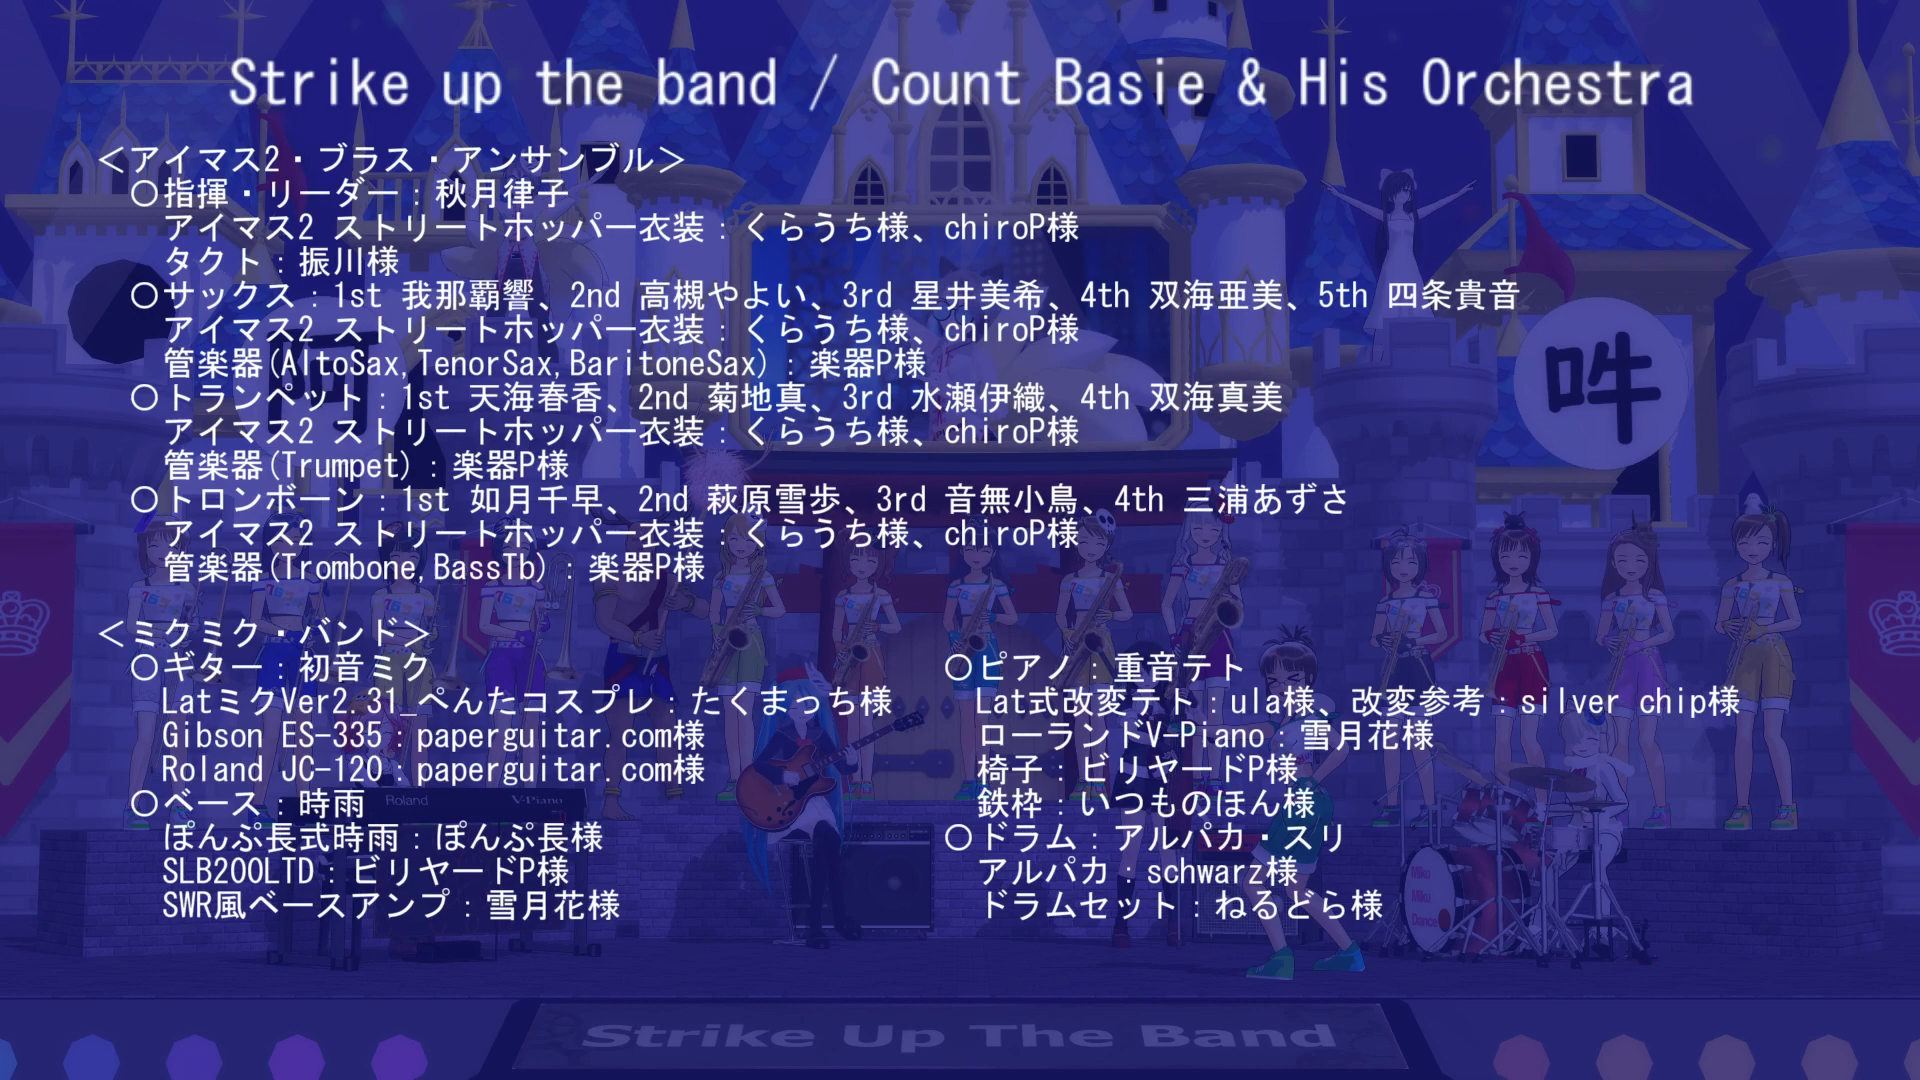 Strike up the band / Count Basie & His Orchestra
＜アイマス2・ブラス・アンサンブル＞
○指揮・リーダー：秋月律子
アイマス2 ストリートホッパー衣装：くらうち様、chiroP様
タクト：振川様
○サックス：1st 我那覇響、2nd 高槻やよい、3rd 星井美希、4th 双海亜美、5th 四条貴音
アイマス2 ストリートホッパー衣装：くらうち様、chiroP様
管楽器(AltoSax,TenorSax,BaritoneSax)：楽器P様
○トランペット：1st 天海春香、2nd 菊地真、3rd 水瀬伊織、4th 双海真美
アイマス2 ストリートホッパー衣装：くらうち様、chiroP様
管楽器(Trumpet)：楽器P様
○トロンボーン：1st 如月千早、2nd 萩原雪歩、3rd 音無小鳥、4th 三浦あずさ
アイマス2 ストリートホッパー衣装：くらうち様、chiroP様
管楽器(Trombone,BassTb)：楽器P様
＜ミクミク・バンド＞
○ギター：初音ミク
LatミクVer2.31_ぺんたコスプレ：たくまっち様
Gibson ES-335：paperguitar.com様
Roland JC-120：paperguitar.com様
○ベース：時雨
ぽんぷ長式時雨：ぽんぷ長様
SLB200LTD：ビリヤードP様
SWR風ベースアンプ：雪月花様
○ピアノ：重音テト
Lat式改変テト：ula様、改変参考：silver chip様
ローランドV-Piano：雪月花様
椅子：ビリヤードP様
鉄枠：いつものほん様
○ドラム：アルパカ・スリ
アルパカ：schwarz様
ドラムセット：ねるどら様
吽
阿
Roland V-Piano
Miku
Miku
Dance
Strike Up The Band